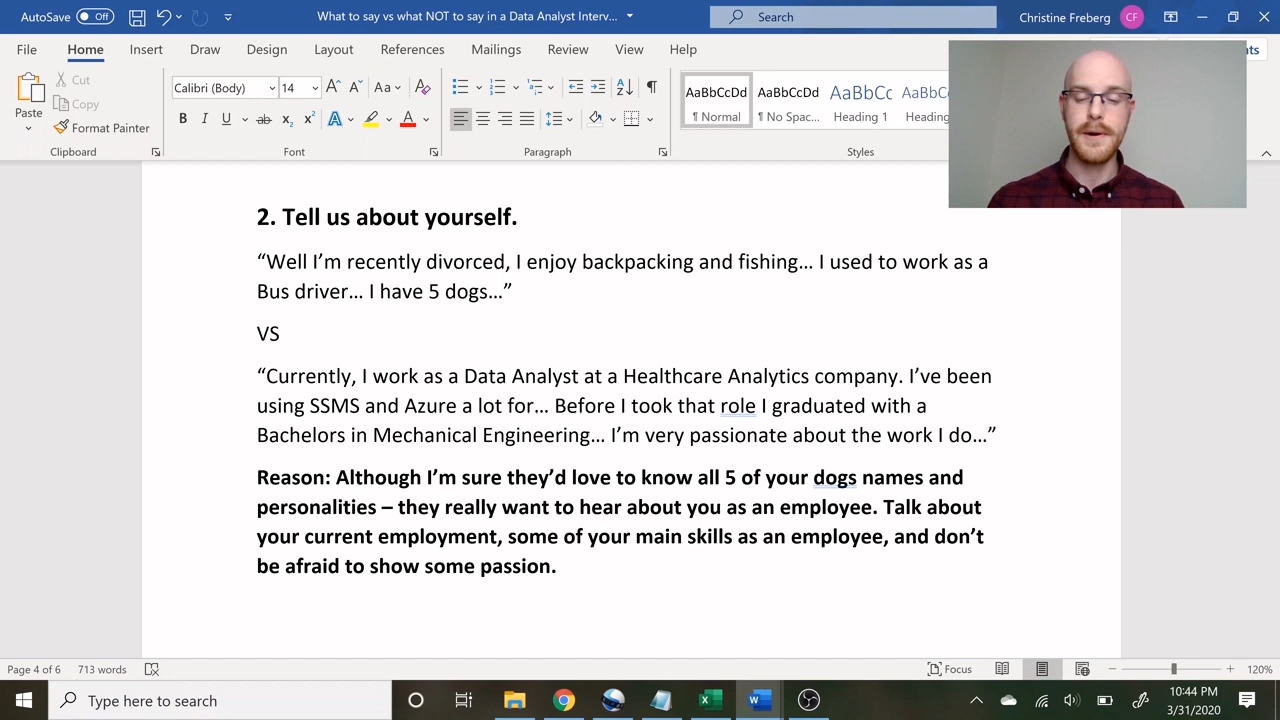 AutoSave Off What to say vs what NOT to say in a Data Analyst Interv... Search Christine Freberg CF
File Home Insert Draw Design Layout References Mailings Review View Help
Paste Cut Copy Format Painter Clipboard
Calibri (Body) 14 Font
Paragraph
AaBbCcDd ¶ Normal AaBbCcDd ¶ No Spac... AaBbCc Heading 1 AaBbCc Heading Styles
2. Tell us about yourself.
“Well I’m recently divorced, I enjoy backpacking and fishing… I used to work as a
Bus driver… I have 5 dogs…”
VS
“Currently, I work as a Data Analyst at a Healthcare Analytics company. I’ve been
using SSMS and Azure a lot for… Before I took that role I graduated with a
Bachelors in Mechanical Engineering… I’m very passionate about the work I do…”
Reason: Although I’m sure they’d love to know all 5 of your dogs names and
personalities – they really want to hear about you as an employee. Talk about
your current employment, some of your main skills as an employee, and don’t
be afraid to show some passion.
Page 4 of 6 713 words Focus 120%
Type here to search 10:44 PM
3/31/2020